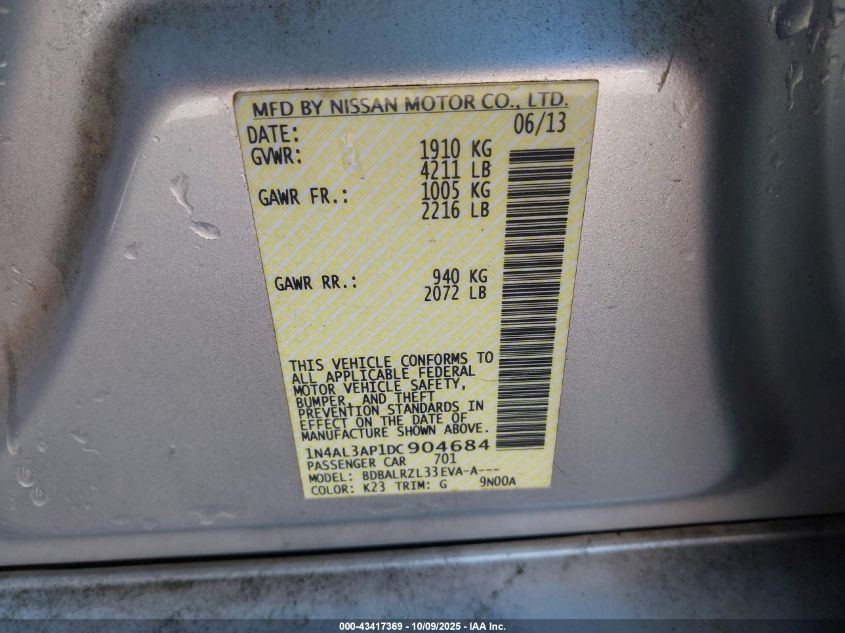 MFD BY NISSAN MOTOR CO., LTD.
DATE: 06/13
GVWR: 1910 KG
4211 LB
GAWR FR.: 1005 KG
2216 LB
GAWR RR.: 940 KG
2072 LB
THIS VEHICLE CONFORMS TO
ALL APPLICABLE FEDERAL
MOTOR VEHICLE SAFETY,
BUMPER, AND THEFT
PREVENTION STANDARDS IN
EFFECT ON THE DATE OF
MANUFACTURE SHOWN ABOVE.
1N4AL3AP1DC904684
PASSENGER CAR 701
MODEL: BDBALRZL33EVA-A---
COLOR: K23 TRIM: G 9N00A
000-43417369 | 10/09/2025 - IAA Inc.